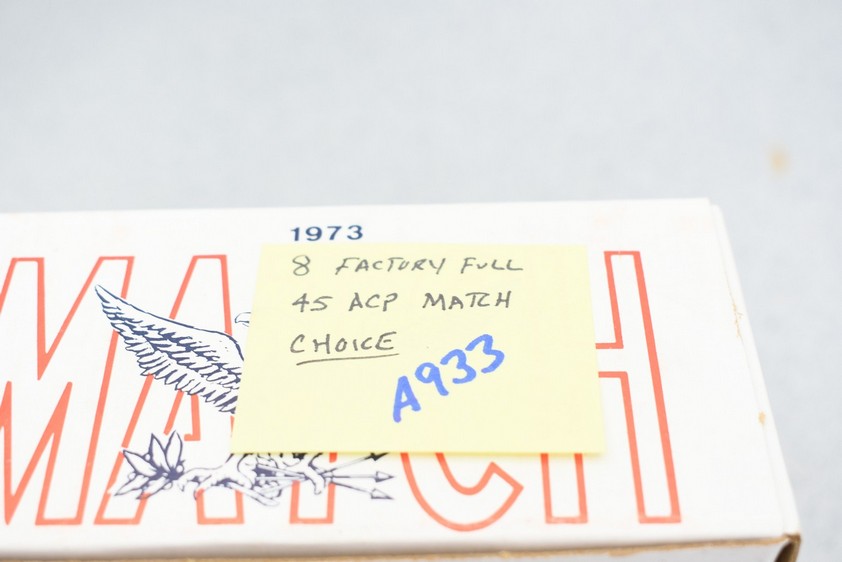 1973
MATCH
8 FACTORY FULL
45 ACP MATCH
CHOICE
A933